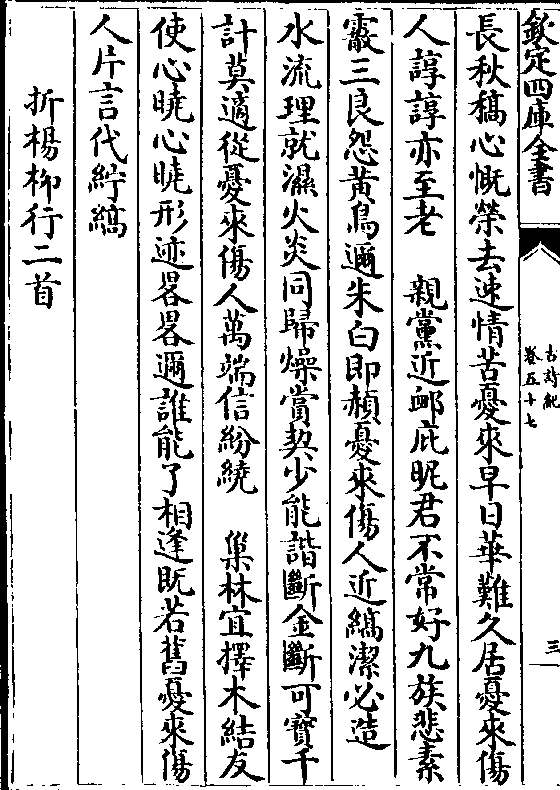 欽定四庫全書
古詩紀
卷五十七
三
長秋槁心慨榮去速情苦憂來早日華難久居憂來傷
人諄諄亦至老　親黨近䘏庇昵君不常好九族悲素
霰三良怨黃鳥邇朱白即赬憂來傷人近縞潔必造
水流理就濕火炎同歸燥賞契少能諧斷金斷可寶千
計莫適從憂來傷人萬端信紛繞　巢林宜擇木結友
使心曉心曉形迹畧畧邇誰能了相逢既若舊憂來傷
人片言代紵縞
折楊柳行二首